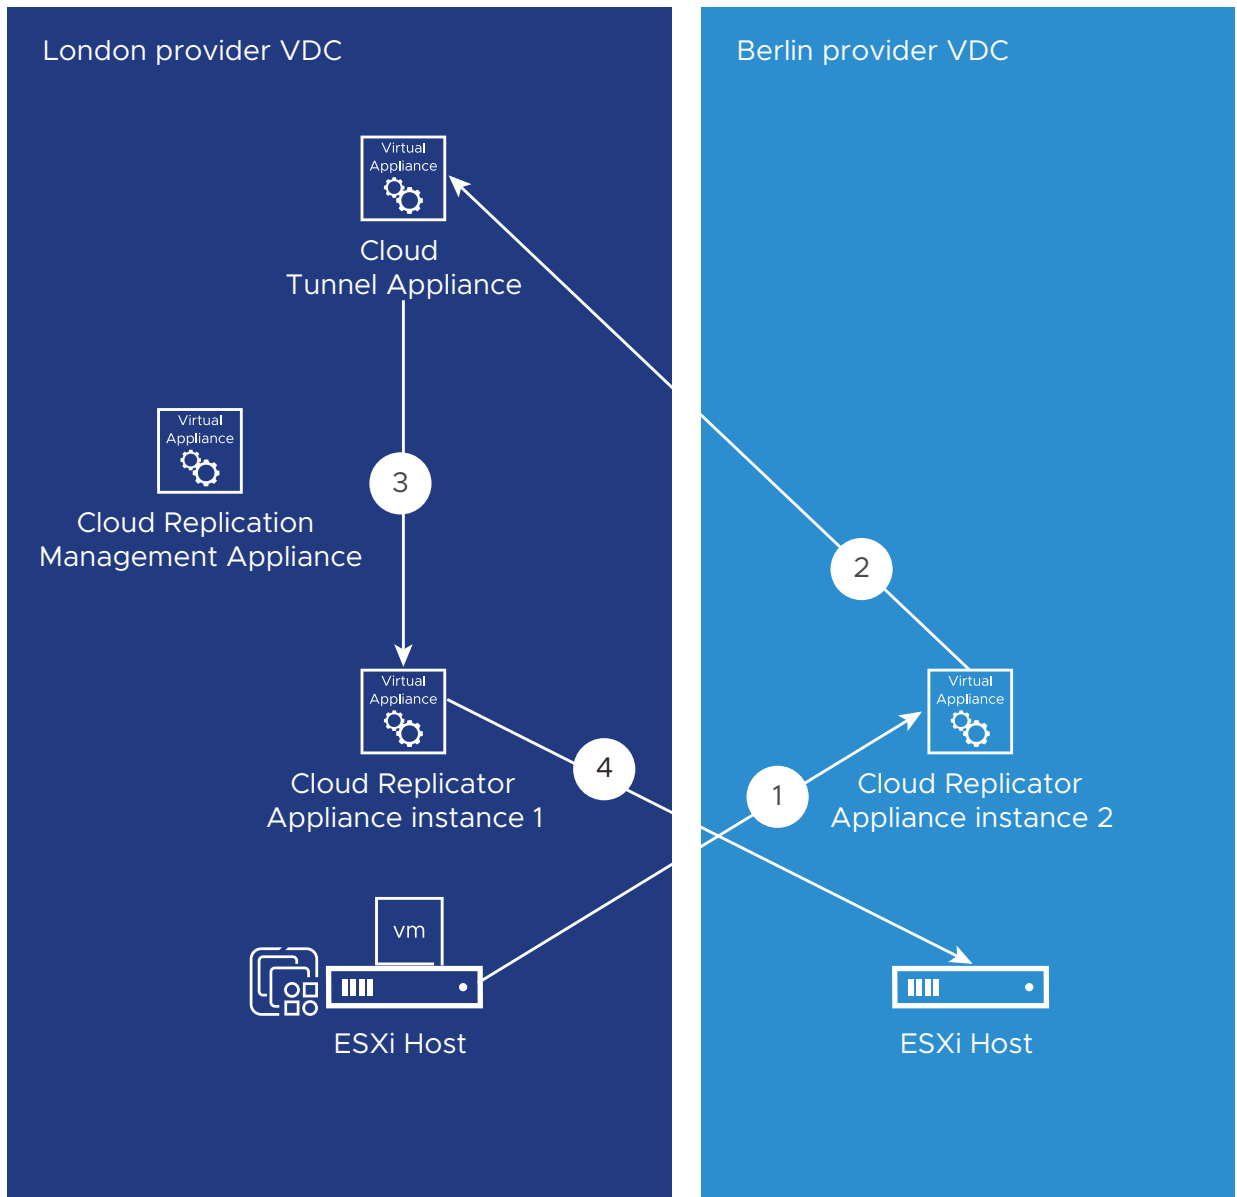 London provider VDC
Virtual
Appliance
Cloud
Tunnel Appliance
Virtual
Appliance
Cloud Replication
Management Appliance
3
Virtual
Appliance
Cloud Replicator
Appliance instance 1
4
vm
ESXi Host
Berlin provider VDC
2
Virtual
Appliance
Cloud Replicator
Appliance instance 2
1
ESXi Host